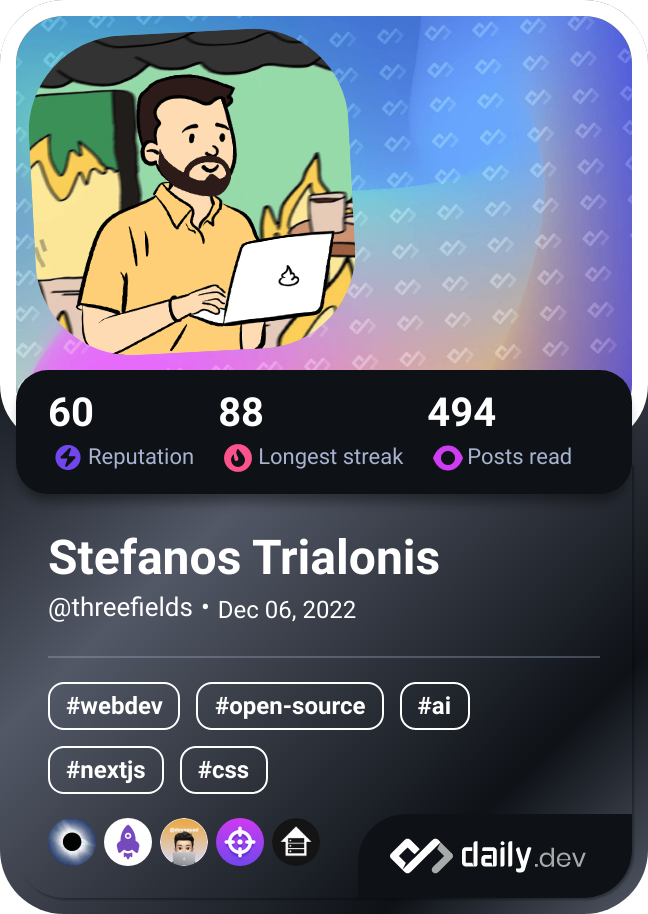 60 88 494
Reputation Longest streak Posts read
Stefanos Trialonis
@threefields • Dec 06, 2022
#webdev #open-source #ai
#nextjs #css
daily.dev